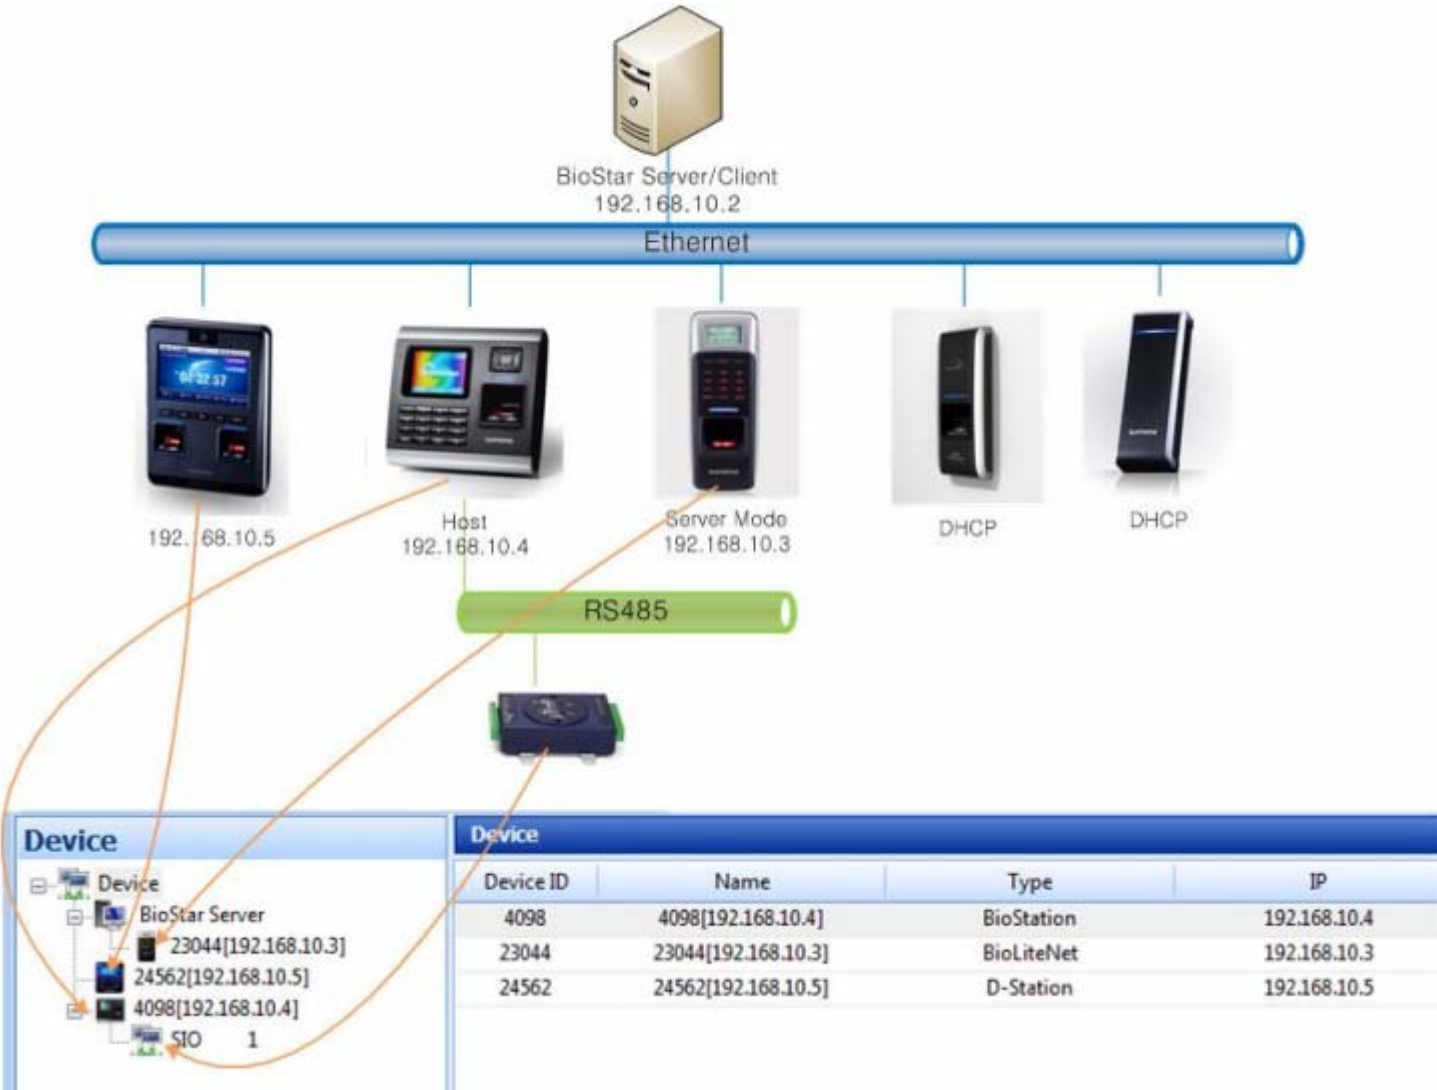 BioStar Server/Client
192.168.10.2
Ethernet
192.168.10.5
Host
192.168.10.4
Server Mode
192.168.10.3
DHCP
DHCP
RS485
Device
Device
BioStar Server
23044[192.168.10.3]
24562[192.168.10.5]
4098[192.168.10.4]
SIO 1
Device
Device ID Name Type IP
4098 4098[192.168.10.4] BioStation 192.168.10.4
23044 23044[192.168.10.3] BioLiteNet 192.168.10.3
24562 24562[192.168.10.5] D-Station 192.168.10.5